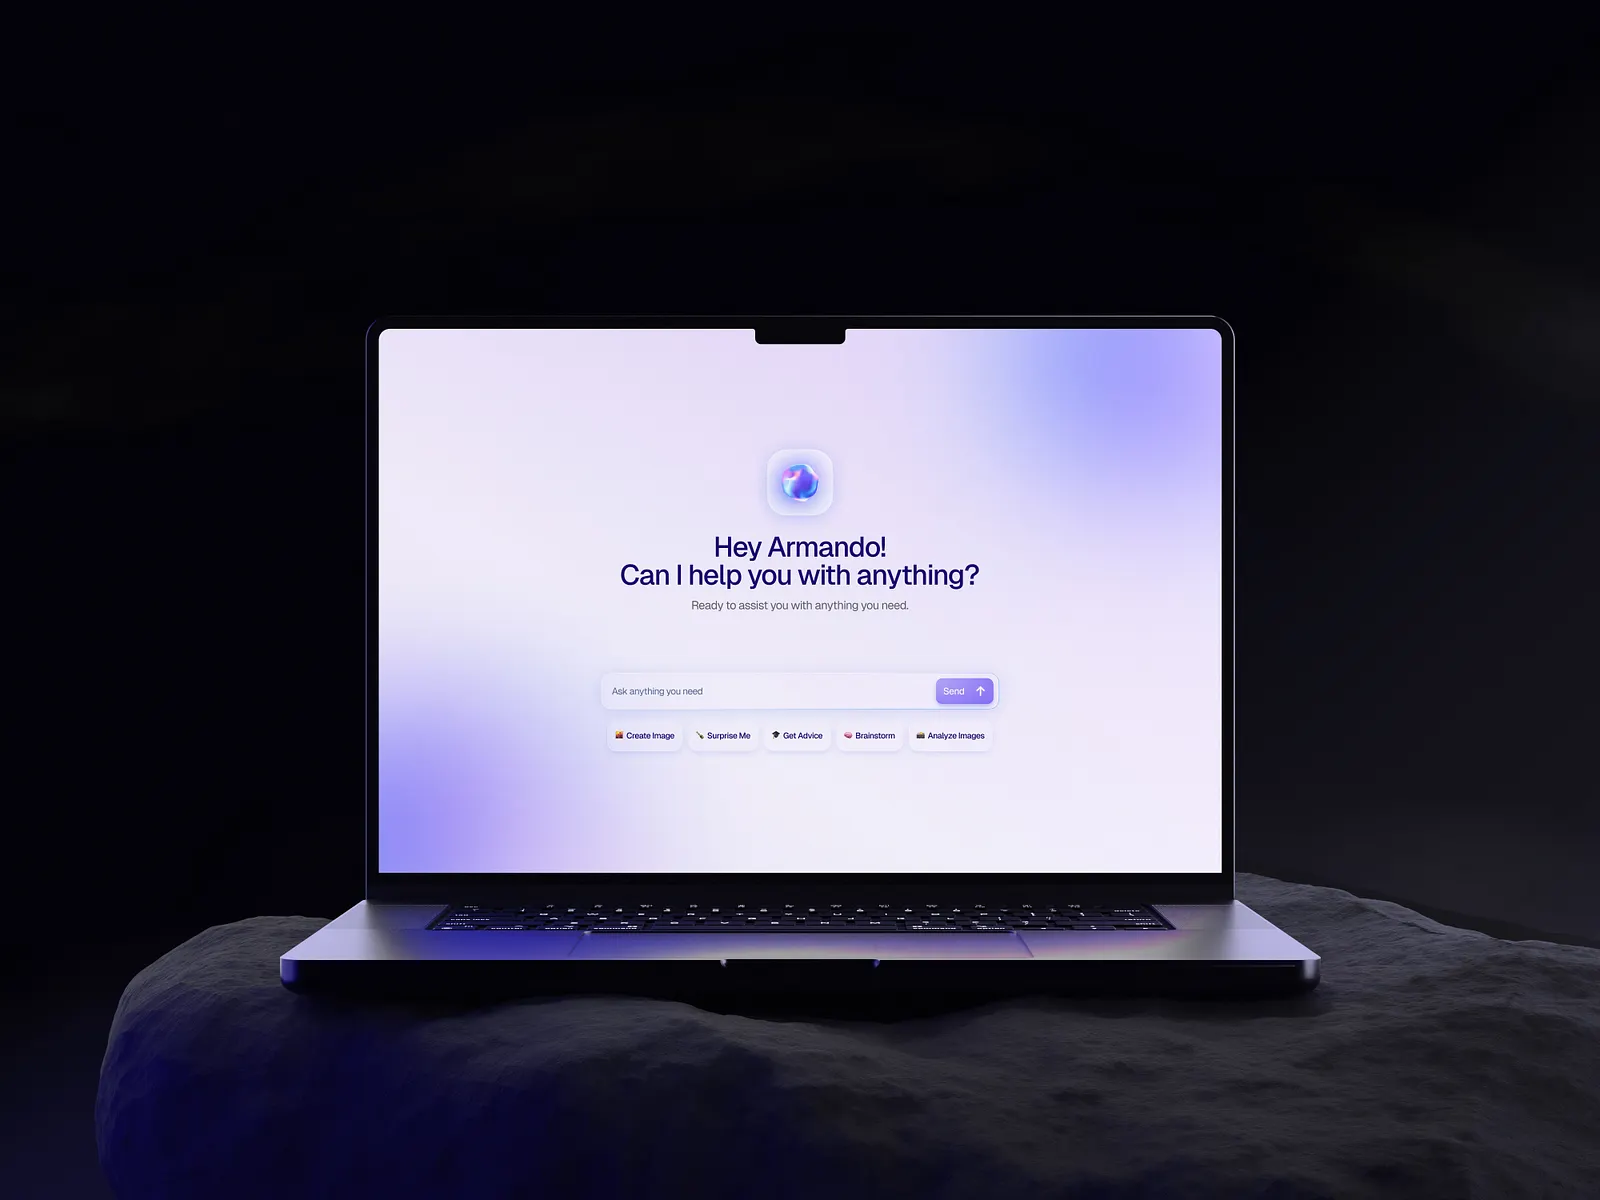 Hey Armando!
Can I help you with anything?
Ready to assist you with anything you need.
Ask anything you need
Send
Create Image
Surprise Me
Get Advice
Brainstorm
Analyze Images